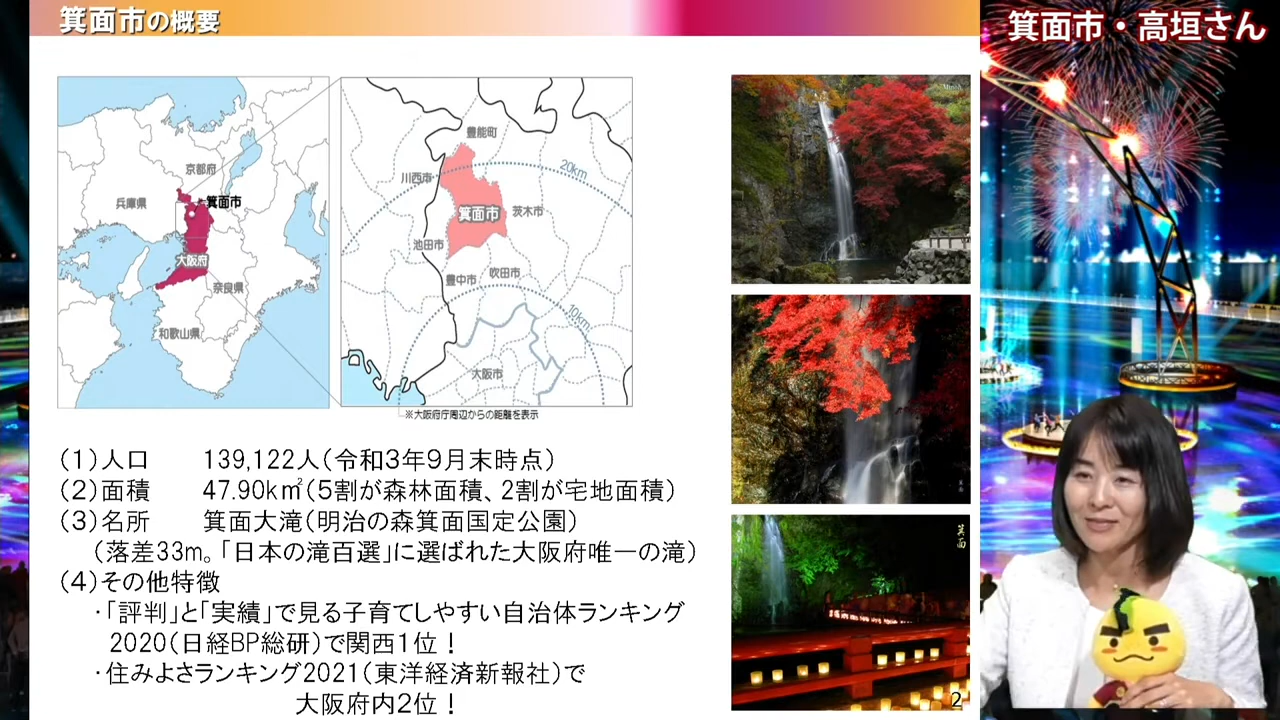 箕面市の概要
箕面市・高垣さん
京都府
兵庫県
箕面市
大阪府
奈良県
和歌山県
豊能町
20km
川西市
箕面市
茨木市
池田市
豊中市
吹田市
10km
大阪市
※大阪府庁周辺からの距離を表示
(1)人口 139,122人(令和3年9月末時点)
(2)面積 47.90k㎡(5割が森林面積、2割が宅地面積)
(3)名所 箕面大滝(明治の森箕面国定公園)
(落差33m。「日本の滝百選」に選ばれた大阪府唯一の滝)
(4)その他特徴
・「評判」と「実績」で見る子育てしやすい自治体ランキング
2020(日経BP総研)で関西1位!
・住みよさランキング2021(東洋経済新報社)で
大阪府内2位!
箕面
2